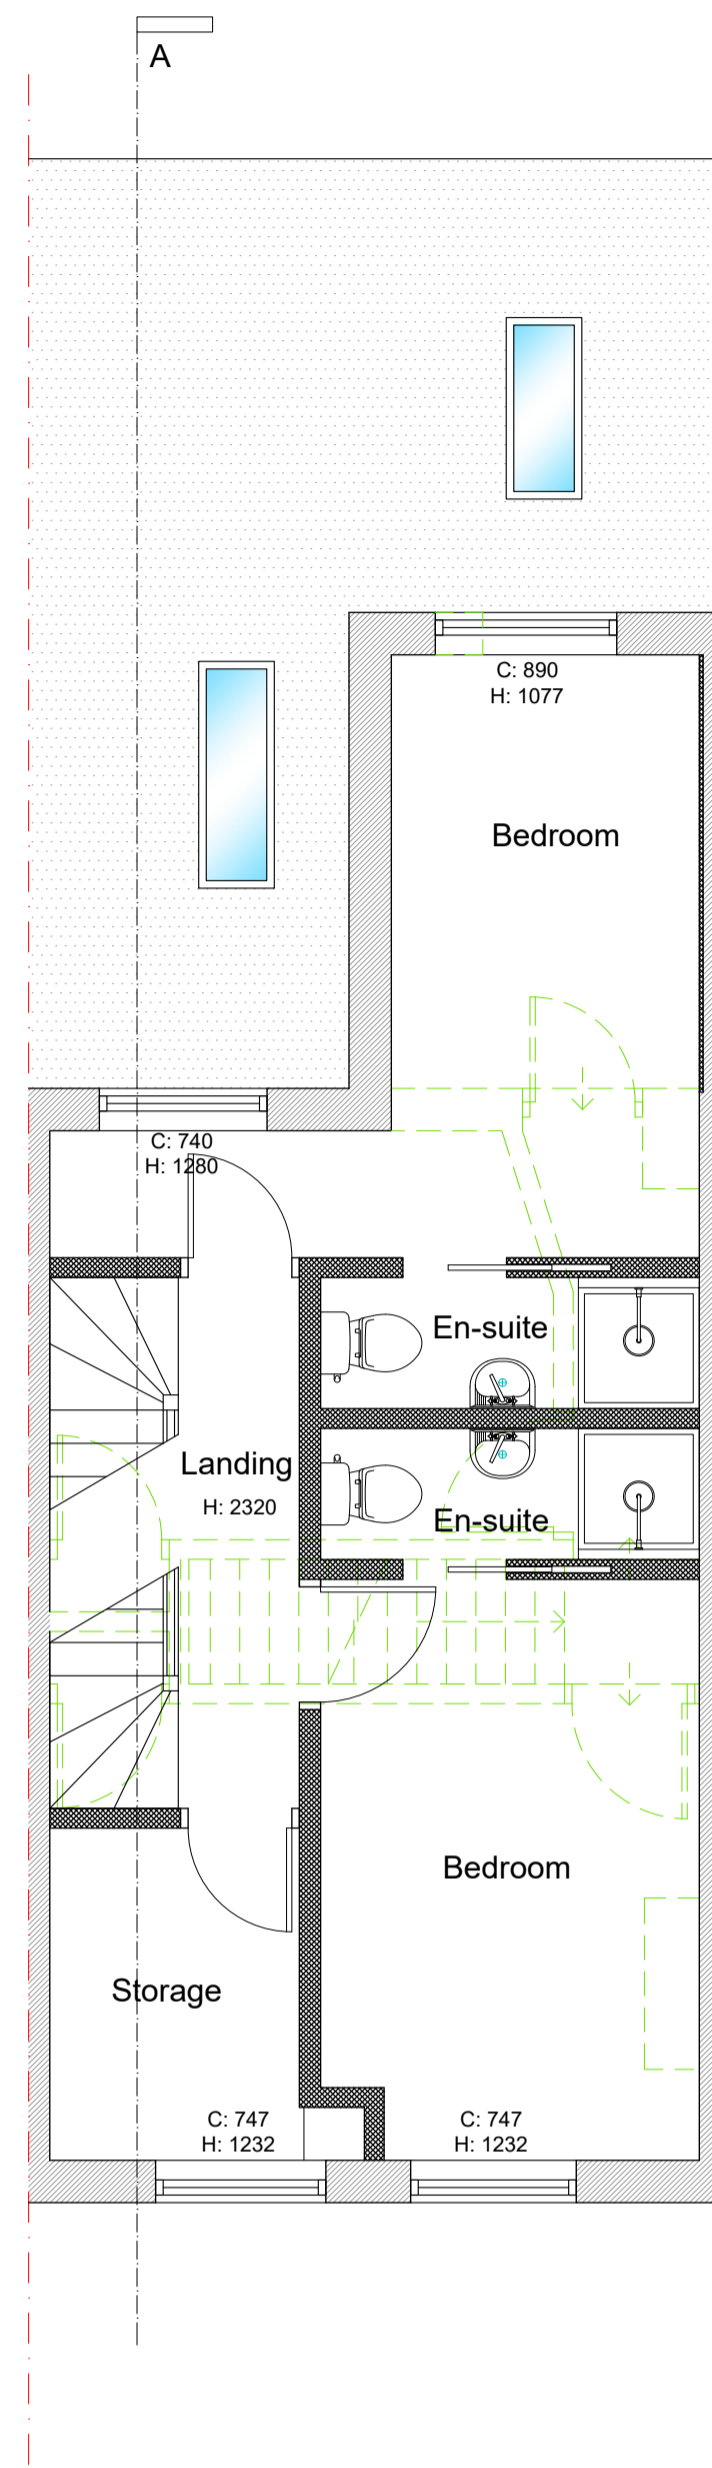 A
C: 890
H: 1077
Bedroom
C: 740
H: 1280
En-suite
Landing
H: 2320
En-suite
Bedroom
Storage
C: 747
H: 1232
C: 747
H: 1232